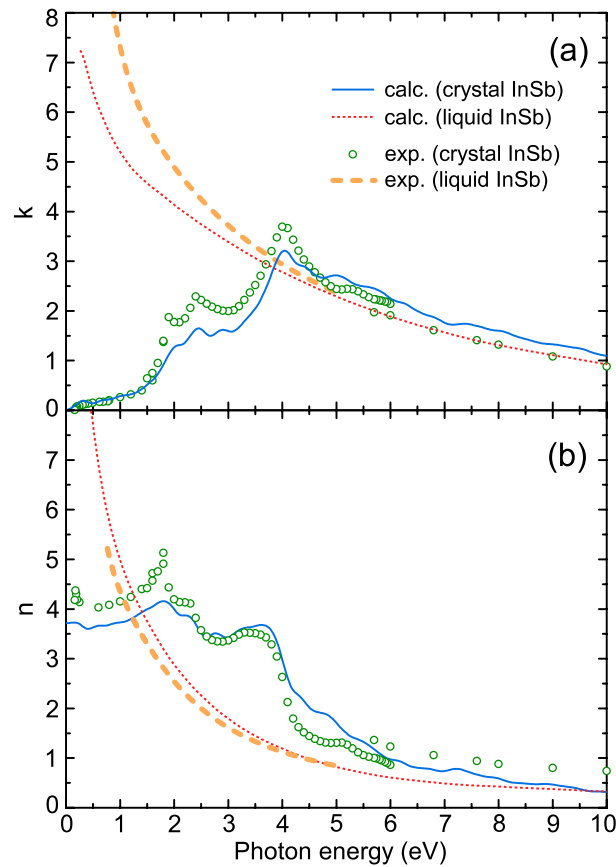 8
(a)
7
calc. (crystal InSb)
6
calc. (liquid InSb)
5
exp. (crystal InSb)
exp. (liquid InSb)
k
4
3
2
1
0
(b)
7
6
5
n
4
3
2
1
0
0 1 2 3 4 5 6 7 8 9 10
Photon energy (eV)